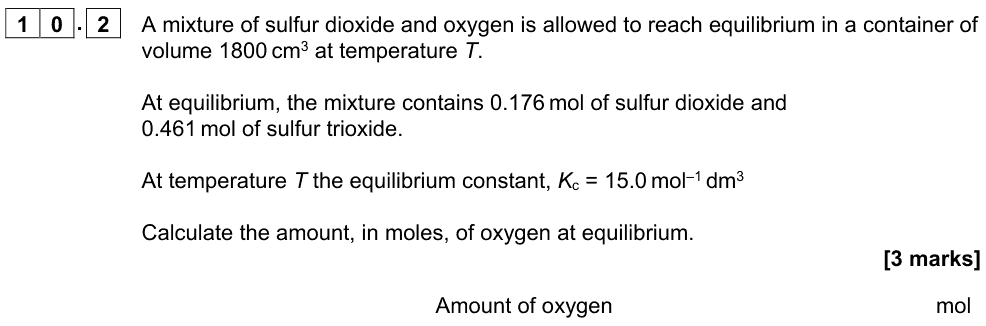 10.2 A mixture of sulfur dioxide and oxygen is allowed to reach equilibrium in a container of
volume 1800 cm³ at temperature T.
At equilibrium, the mixture contains 0.176 mol of sulfur dioxide and
0.461 mol of sulfur trioxide.
At temperature T the equilibrium constant, Kc = 15.0 mol⁻¹ dm³
Calculate the amount, in moles, of oxygen at equilibrium.
[3 marks]
Amount of oxygen mol